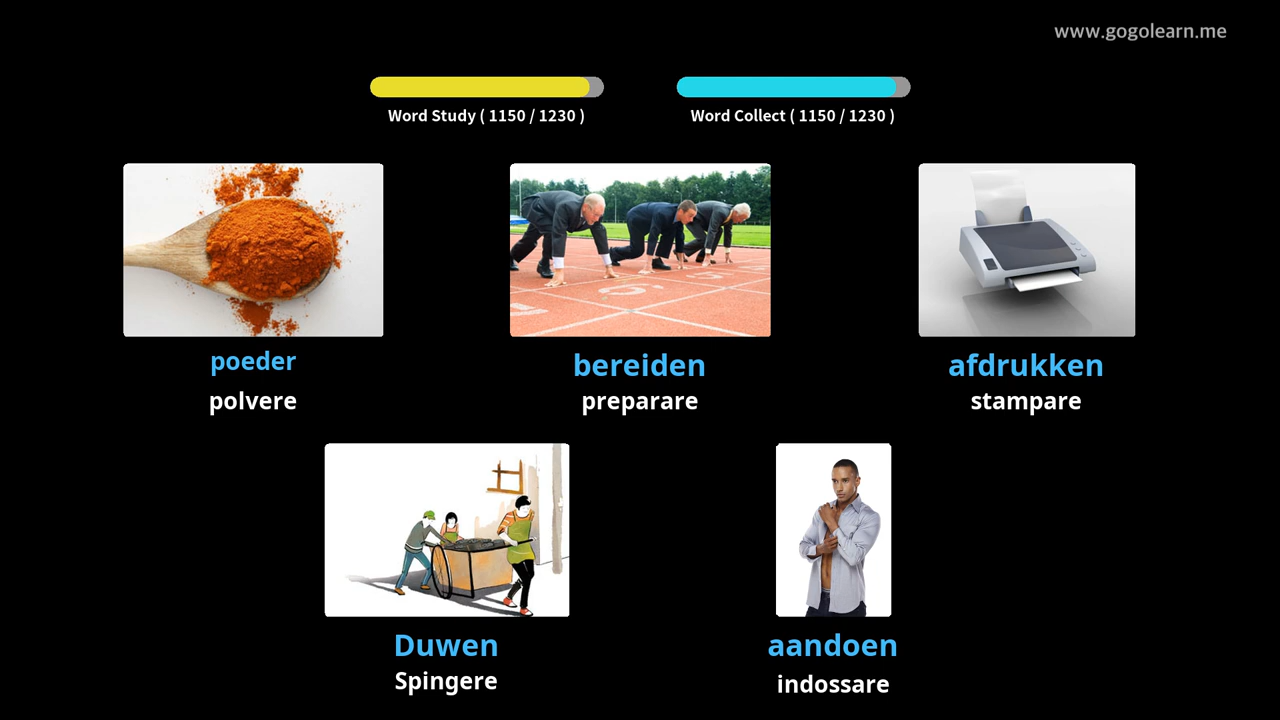 www.gogolearn.me
Word Study ( 1150 / 1230 )
Word Collect ( 1150 / 1230 )
poeder
polvere
bereiden
preparare
afdrukken
stampare
Duwen
Spingere
aandoen
indossare